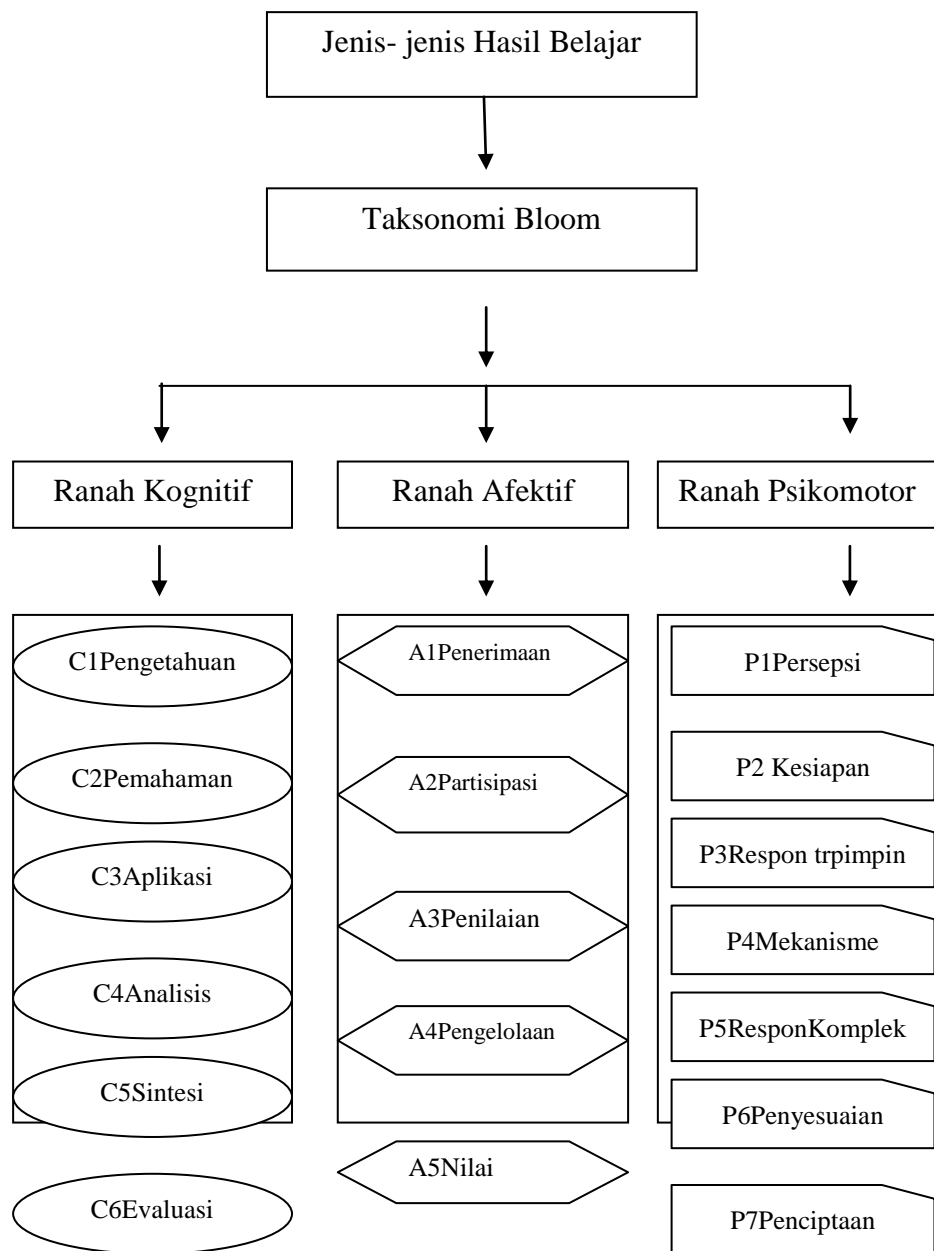 Jenis- jenis Hasil Belajar
Taksonomi Bloom
Ranah Kognitif
Ranah Afektif
Ranah Psikomotor
C1Pengetahuan
C2Pemahaman
C3Aplikasi
C4Analisis
C5Sintesi
C6Evaluasi
A1Penerimaan
A2Partisipasi
A3Penilaian
A4Pengelolaan
A5Nilai
P1Persepsi
P2 Kesiapan
P3Respon trpimpin
P4Mekanisme
P5ResponKomplek
P6Penyesuaian
P7Penciptaan